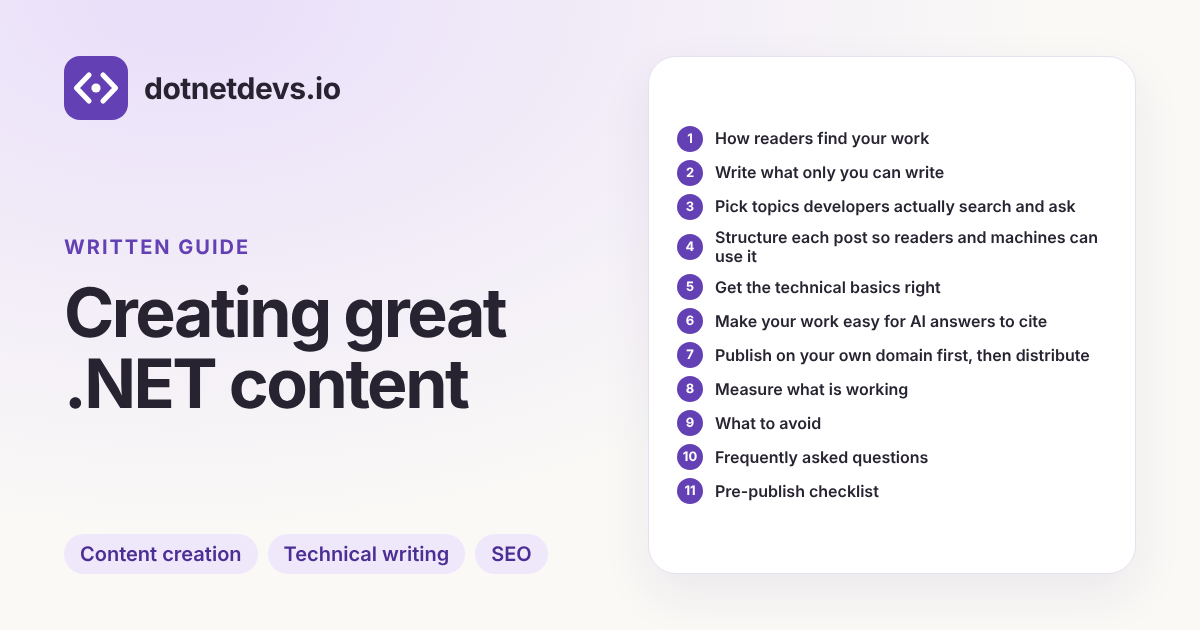 dotnetdevs.io
WRITTEN GUIDE
Creating great
.NET content
Content creation
Technical writing
SEO
1 How readers find your work
2 Write what only you can write
3 Pick topics developers actually search and ask
4 Structure each post so readers and machines can
use it
5 Get the technical basics right
6 Make your work easy for AI answers to cite
7 Publish on your own domain first, then distribute
8 Measure what is working
9 What to avoid
10 Frequently asked questions
11 Pre-publish checklist